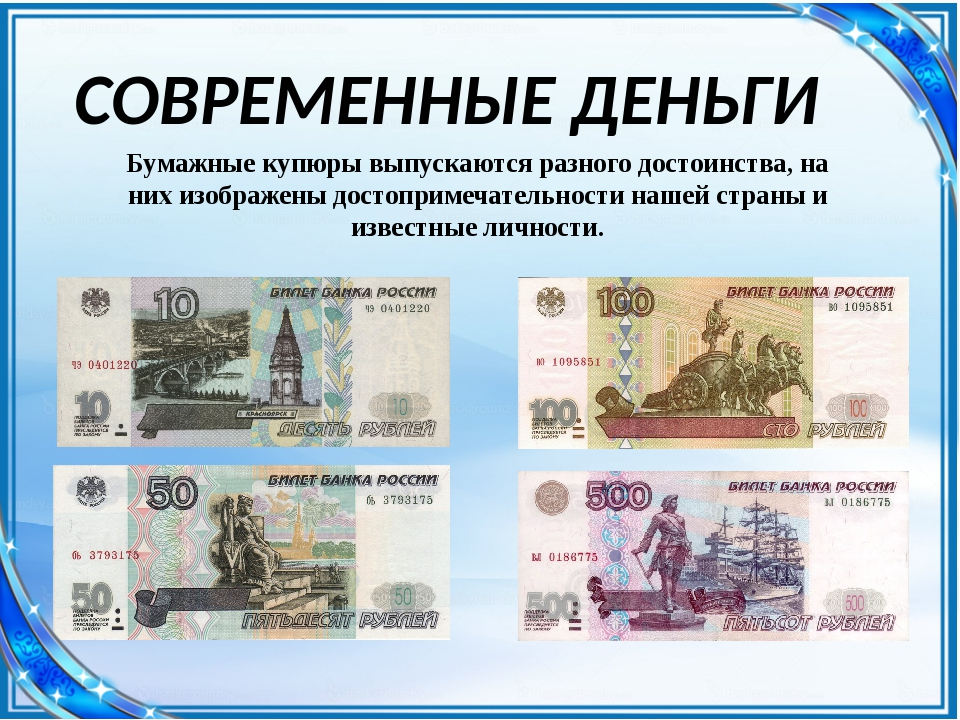 СОВРЕМЕННЫЕ ДЕНЬГИ
Бумажные купюры выпускаются разного достоинства, на
них изображены достопримечательности нашей страны и
известные личности.
10
БИЛЕТ БАНКА РОССИИ
ЧЭ 0401220
ЧЭ 0401220
КРАСНОЯРСК
10
ПОДДЕЛКА
БИЛЕТОВ
БАНКА РОССИИ
ПРЕСЛЕДУЕТСЯ
ПО ЗАКОНУ
10
ДЕСЯТЬ РУБЛЕЙ
100
БИЛЕТ БАНКА РОССИИ
ВО 1095851
ВО 1095851
100
ПОДДЕЛКА
БИЛЕТОВ
БАНКА РОССИИ
ПРЕСЛЕДУЕТСЯ
ПО ЗАКОНУ
100
СТО РУБЛЕЙ
50
БИЛЕТ БАНКА РОССИИ
бЬ 3793175
бЬ 3793175
50
ПОДДЕЛКА
БИЛЕТОВ
БАНКА РОССИИ
ПРЕСЛЕДУЕТСЯ
ПО ЗАКОНУ
50
ПЯТЬДЕСЯТ РУБЛЕЙ
500
БИЛЕТ БАНКА РОССИИ
ВЛ 0186775
ВЛ 0186775
500
ПОДДЕЛКА
БИЛЕТОВ
БАНКА РОССИИ
ПРЕСЛЕДУЕТСЯ
ПО ЗАКОНУ
500
ПЯТЬСОТ РУБЛЕЙ